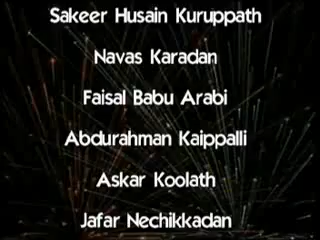 Sakeer Husain Kuruppath
Navas Karadan
Faisal Babu Arabi
Abdurahman Kaippalli
Askar Koolath
Jafar Nechikkadan